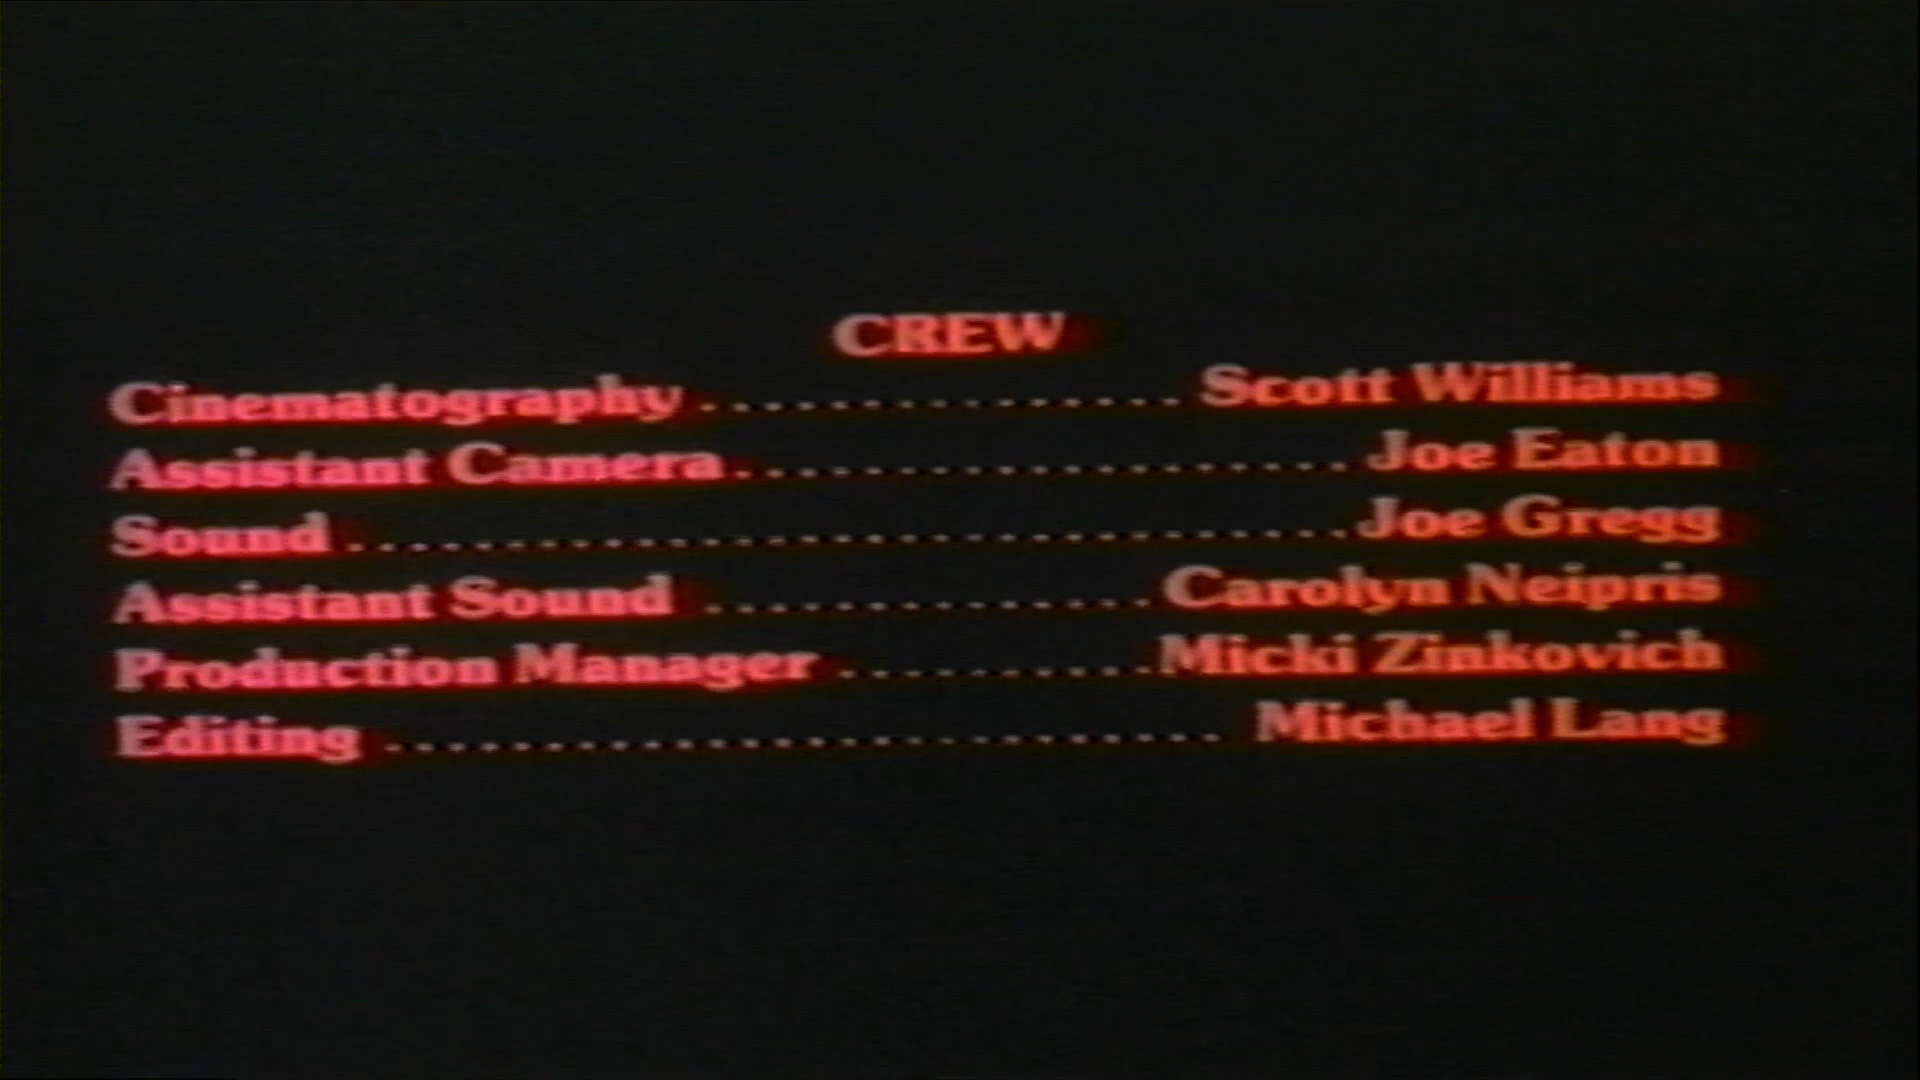 CREW
Cinematography ............... Scott Williams
Assistant Camera ................... Joe Eaton
Sound ............................... Joe Gregg
Assistant Sound .............. Carolyn Neipris
Production Manager .......... Micki Zinkovich
Editing .......................... Michael Lang